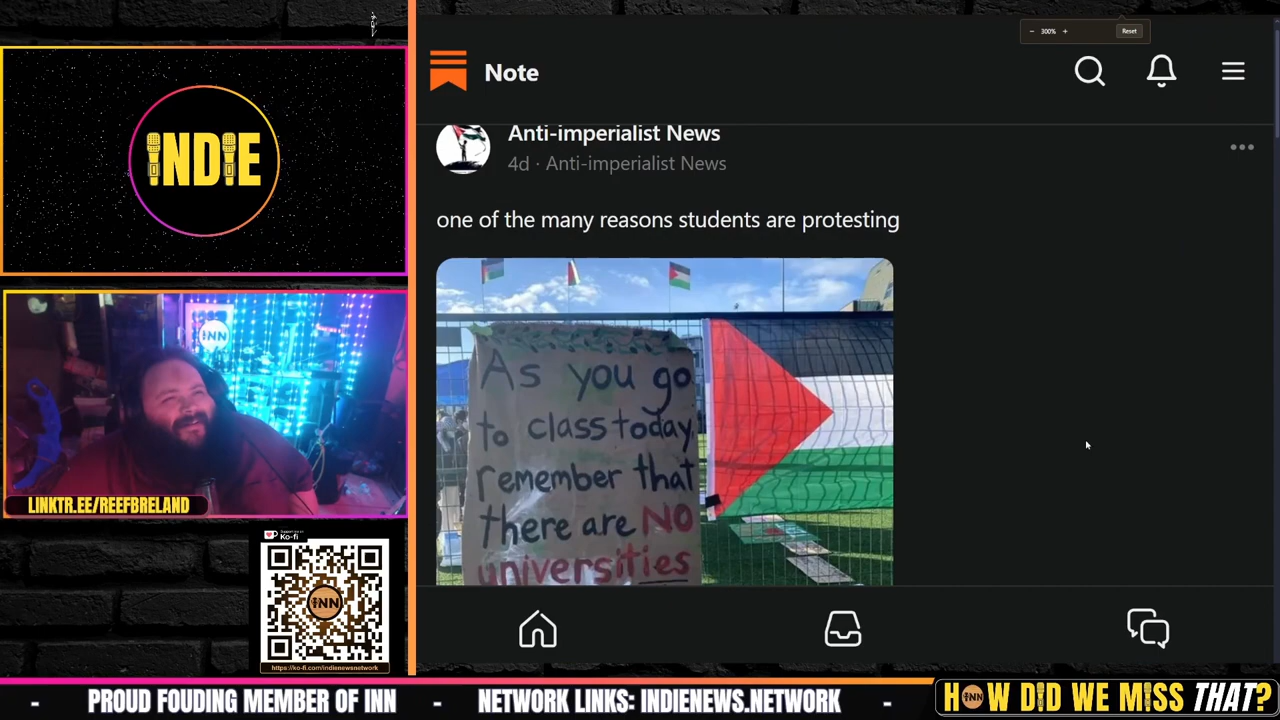 INDIE
INN
LINKTR.EE/REEFBRELAND
Ko-fi
INN
https://ko-fi.com/indienewsnetwork
300%
Reset
Note
Anti-imperialist News
4d · Anti-imperialist News
one of the many reasons students are protesting
As you go
to class today,
remember that
there are NO
universities
- PROUD FOUDING MEMBER OF INN - NETWORK LINKS: INDIENEWS.NETWORK -
HOW DID WE MISS THAT?